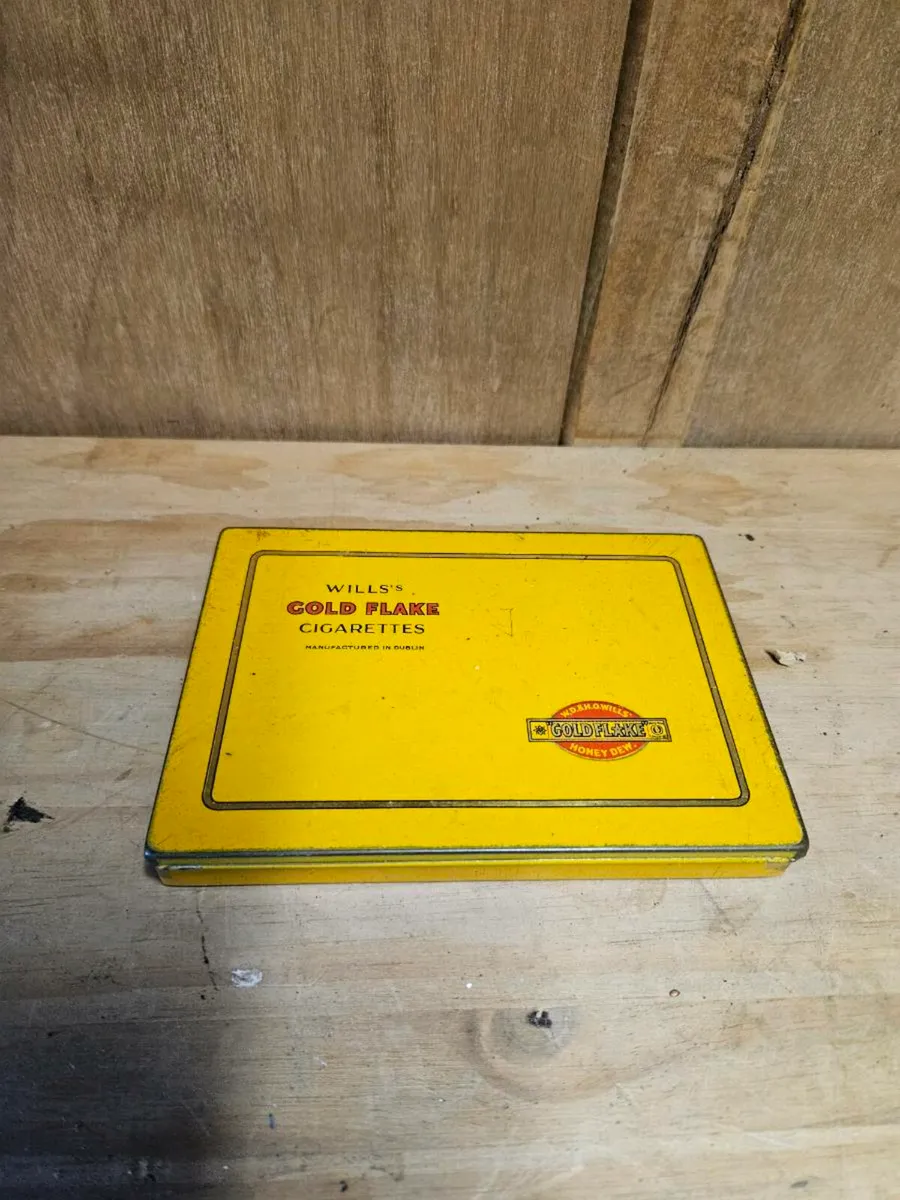 WILLS'S
GOLD FLAKE
CIGARETTES
MANUFACTURED IN DUBLIN
W.D.& H.O.WILLS'
"GOLD FLAKE"
HONEY DEW.